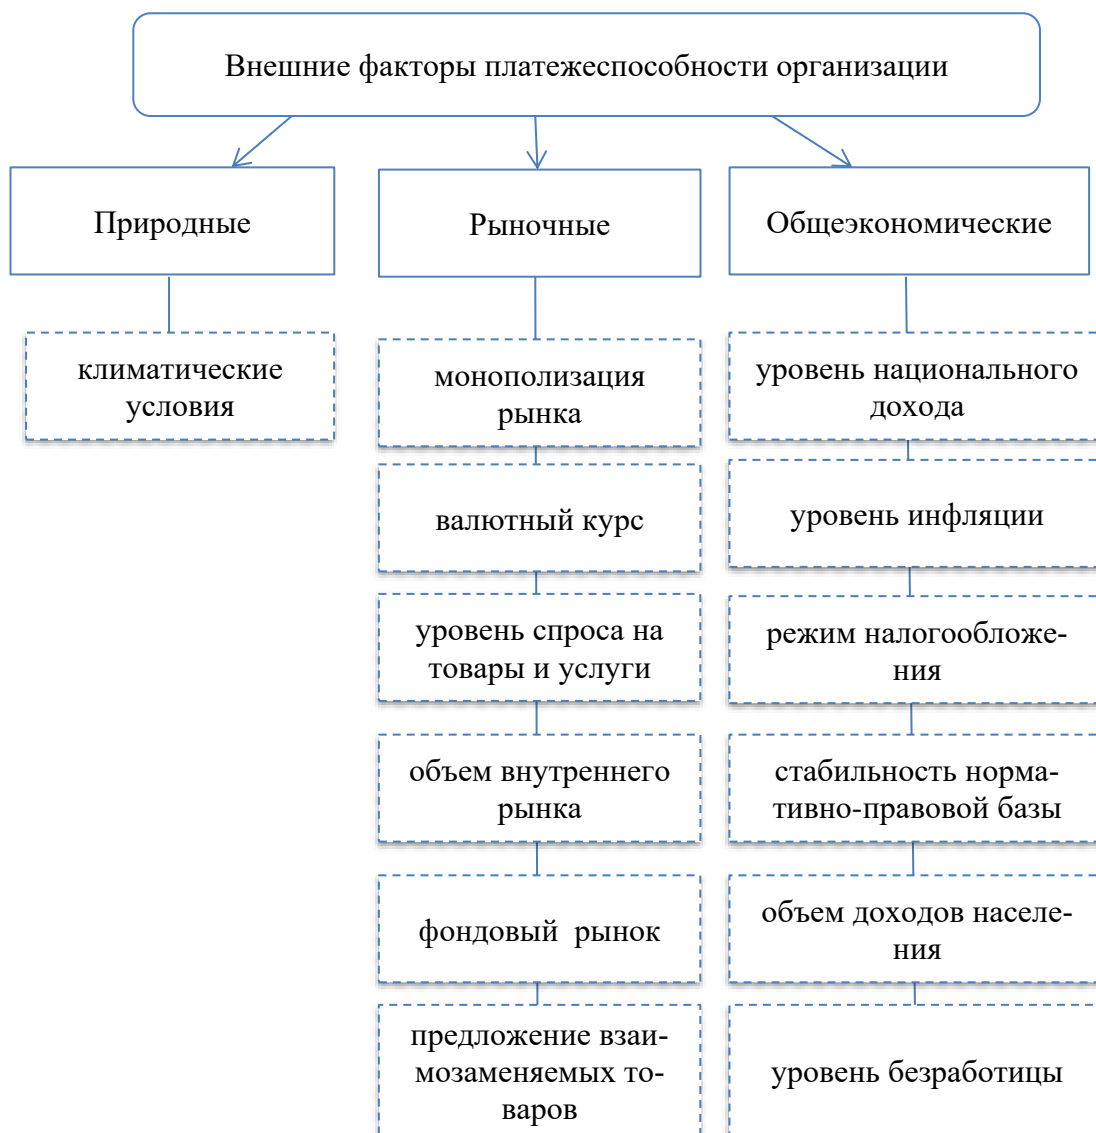 Внешние факторы платежеспособности организации
Природные
Рыночные
Общеэкономические
климатические
условия
монополизация
рынка
валютный курс
уровень спроса на
товары и услуги
объем внутреннего
рынка
фондовый  рынок
предложение взаи-
мозаменяемых то-
варов
уровень национального
дохода
уровень инфляции
режим налогообложе-
ния
стабильность норма-
тивно-правовой базы
объем доходов населе-
ния
уровень безработицы